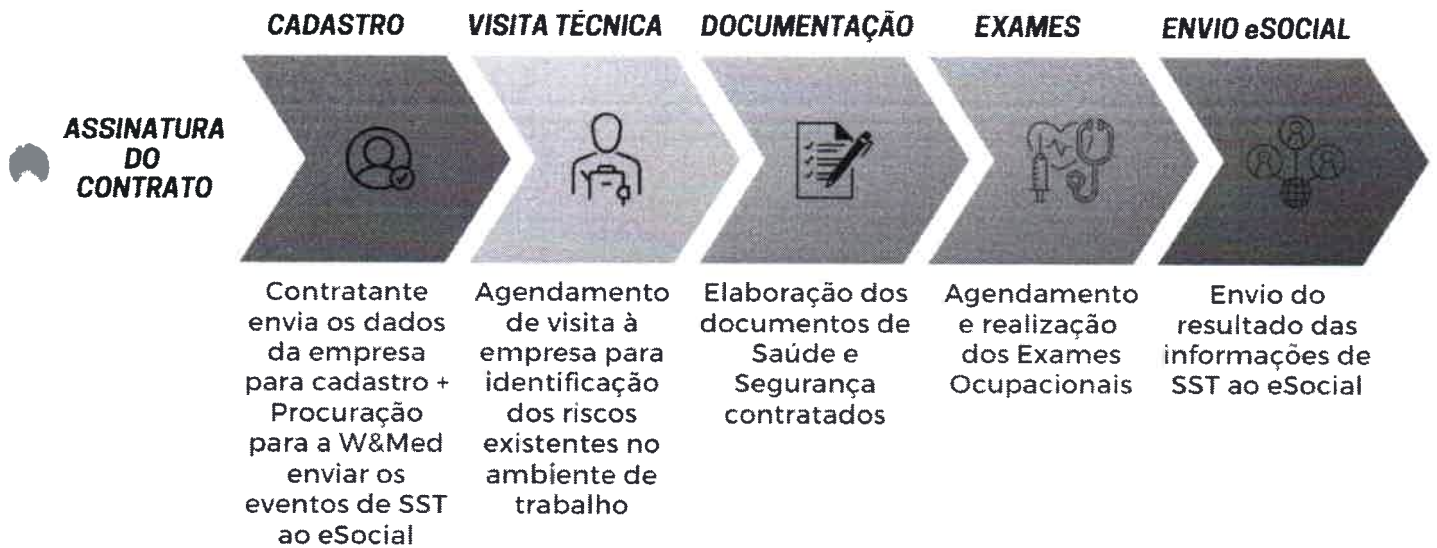 CADASTRO
VISITA TÉCNICA
DOCUMENTAÇÃO
EXAMES
ENVIO eSOCIAL
ASSINATURA
DO
CONTRATO
Contratante
envia os dados
da empresa
para cadastro +
Procuração
para a W&Med
enviar os
eventos de SST
ao eSocial
Agendamento
de visita à
empresa para
identificação
dos riscos
existentes no
ambiente de
trabalho
Elaboração dos
documentos de
Saúde e
Segurança
contratados
Agendamento
e realização
dos Exames
Ocupacionais
Envio do
resultado das
informações de
SST ao eSocial